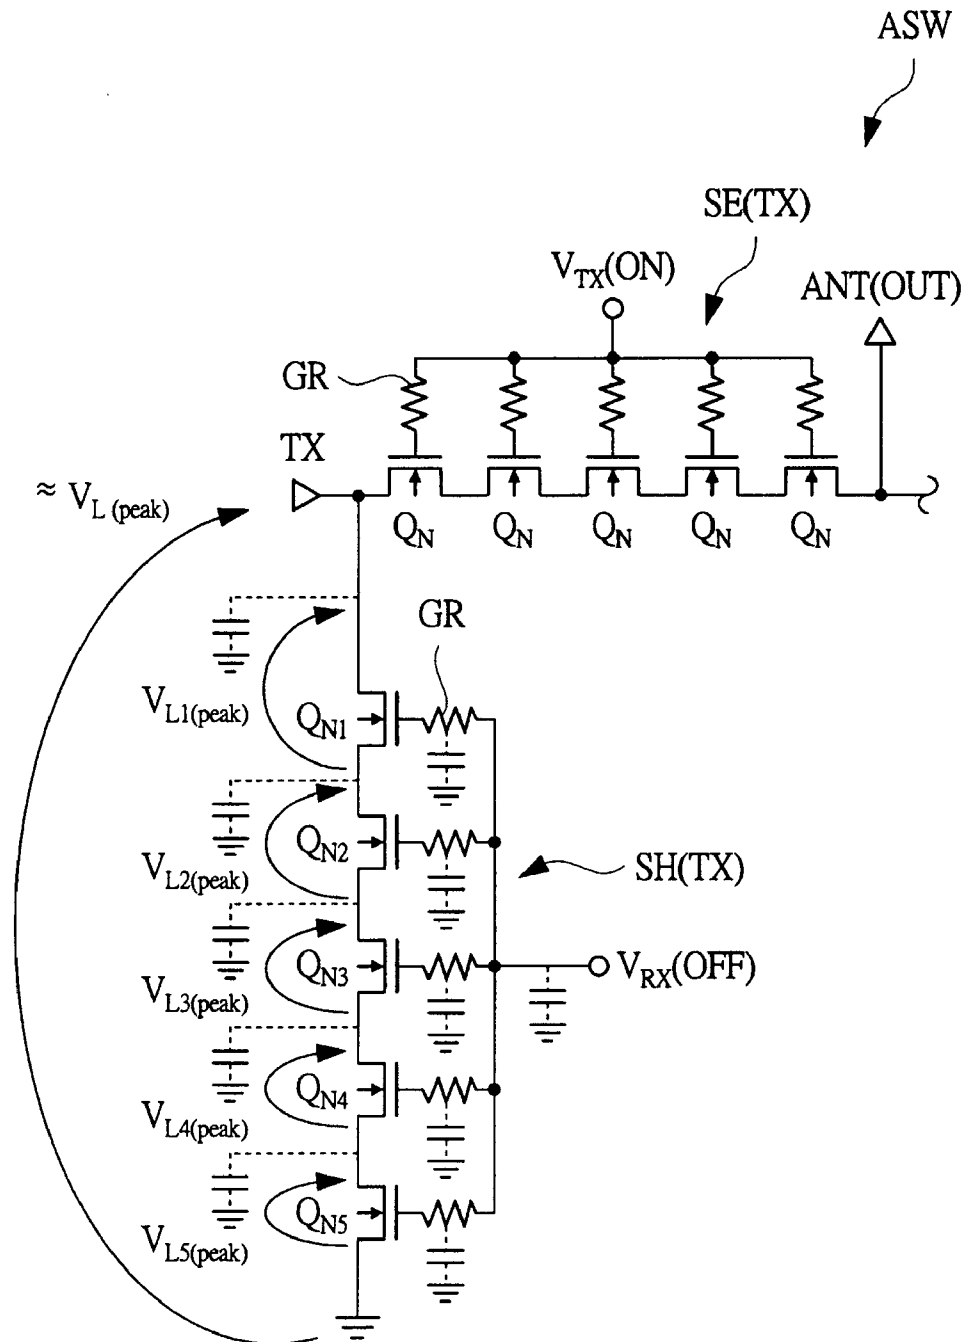 ASW
SE(TX)
V_TX(ON)
ANT(OUT)
GR
TX
≈ V_L (peak)
Q_N Q_N Q_N Q_N Q_N
GR
V_L1(peak)
Q_N1
Q_N2
V_L2(peak)
SH(TX)
Q_N3
V_RX(OFF)
V_L3(peak)
Q_N4
V_L4(peak)
Q_N5
V_L5(peak)